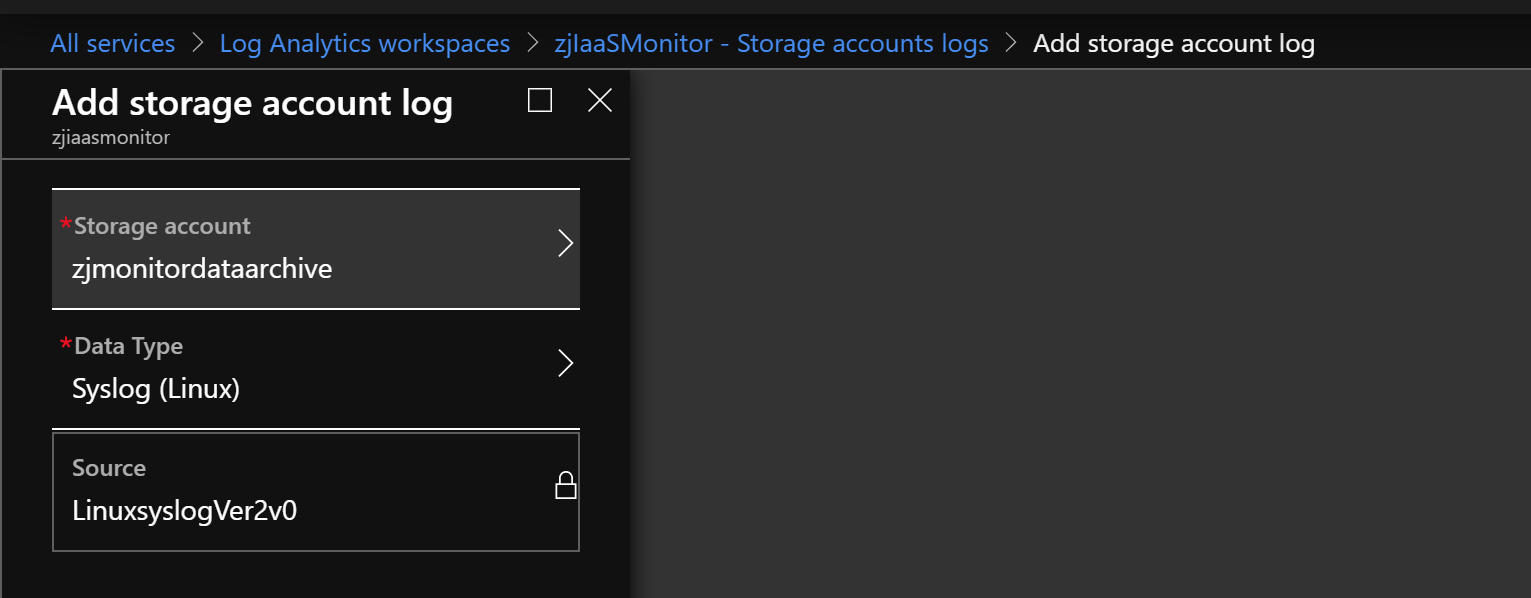 All services > Log Analytics workspaces > zjIaaSMonitor - Storage accounts logs > Add storage account log
Add storage account log
zjiaasmonitor
*Storage account
zjmonitordataarchive
*Data Type
Syslog (Linux)
Source
LinuxsyslogVer2v0